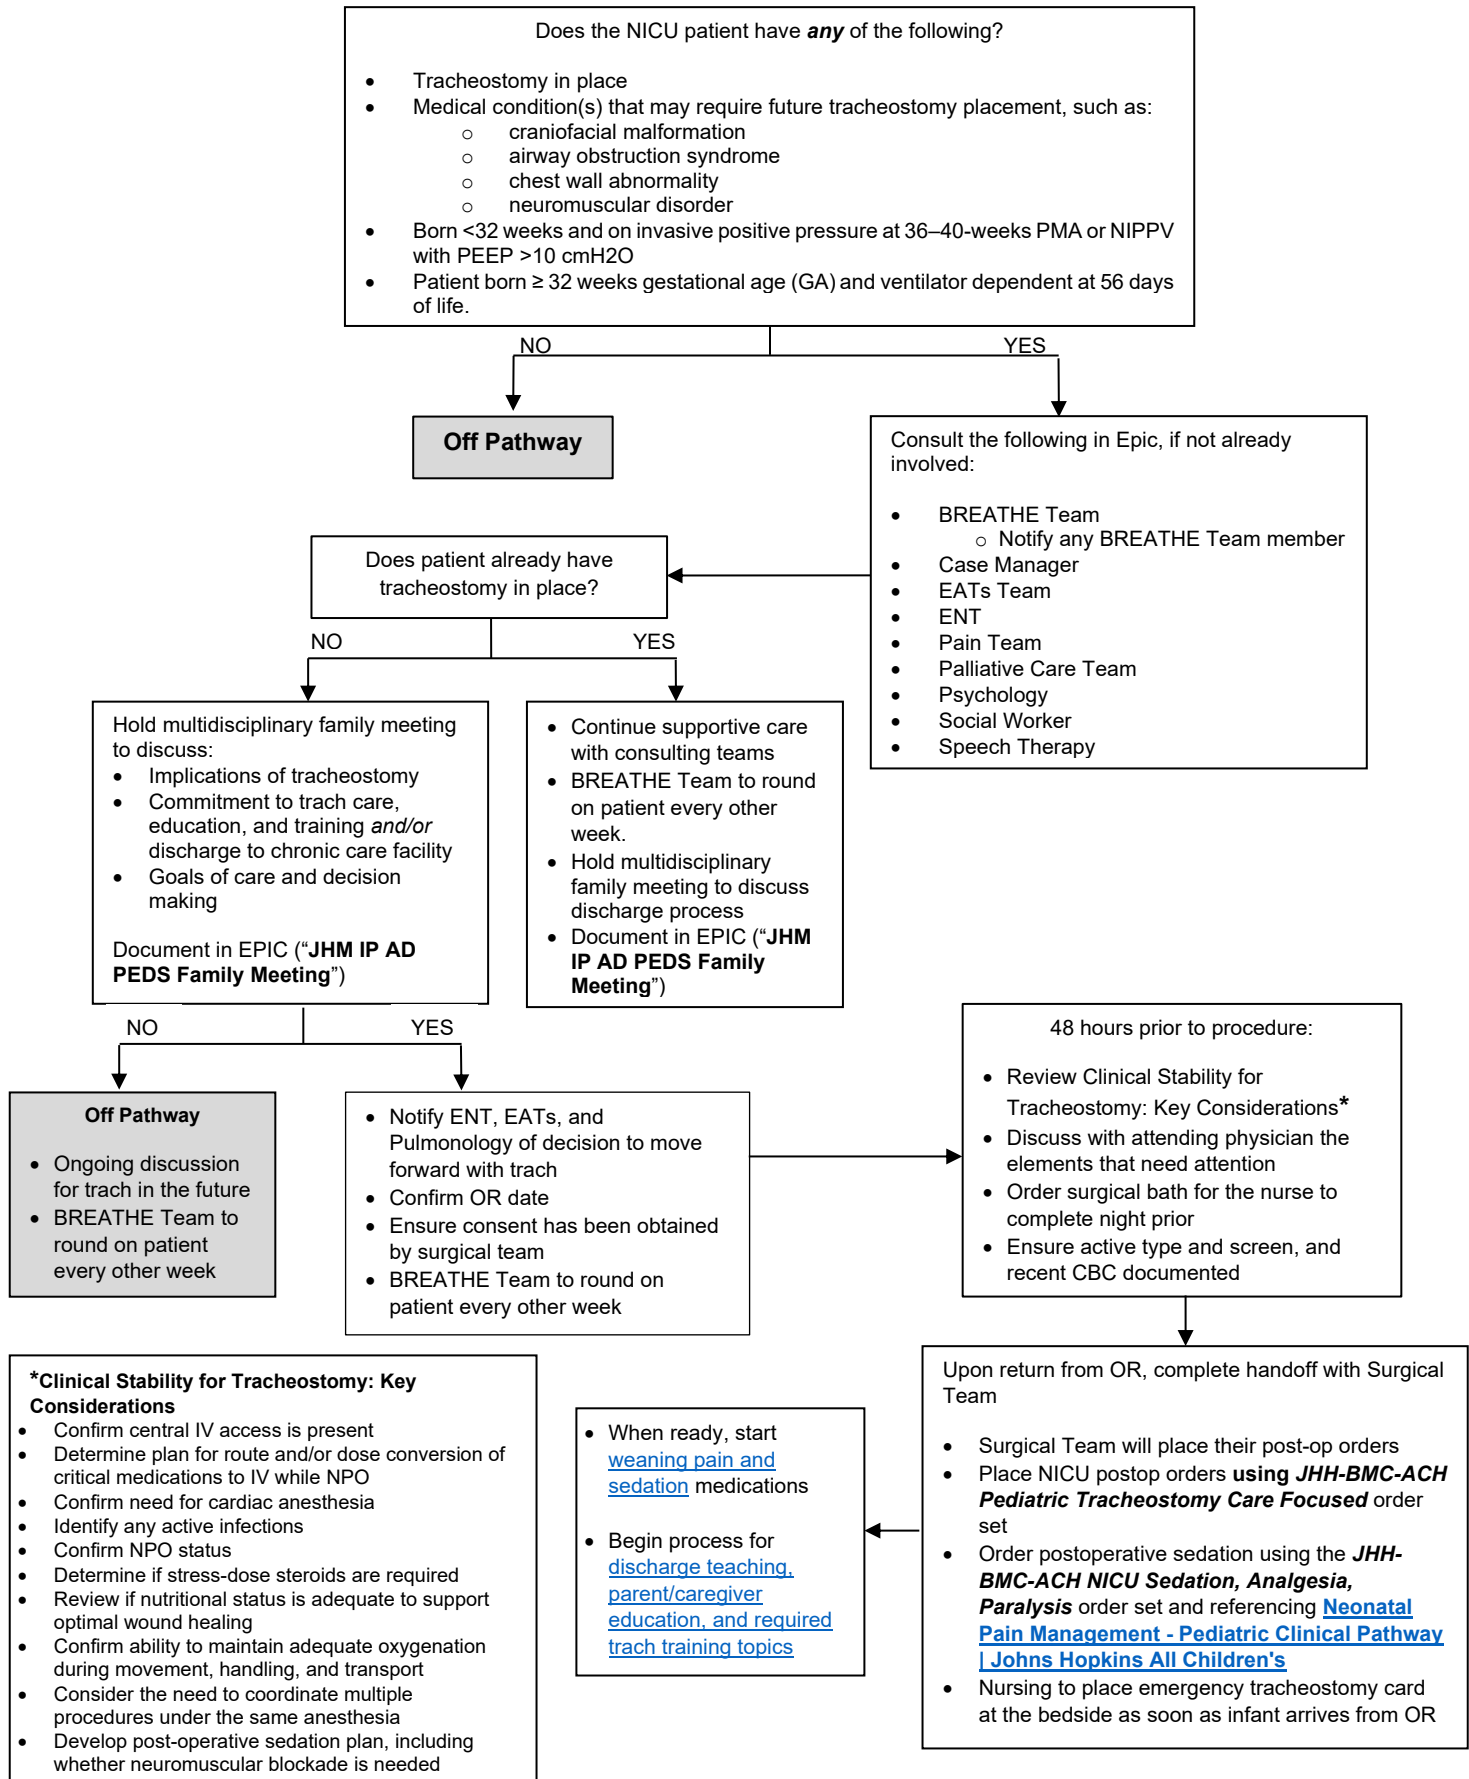 Does the NICU patient have any of the following?
• Tracheostomy in place
• Medical condition(s) that may require future tracheostomy placement, such as:
o craniofacial malformation
o airway obstruction syndrome
o chest wall abnormality
o neuromuscular disorder
• Born <32 weeks and on invasive positive pressure at 36–40-weeks PMA or NIPPV
with PEEP >10 cmH2O
• Patient born ≥ 32 weeks gestational age (GA) and ventilator dependent at 56 days
of life.
NO
YES
Off Pathway
Consult the following in Epic, if not already
involved:
• BREATHE Team
o Notify any BREATHE Team member
• Case Manager
• EATs Team
• ENT
• Pain Team
• Palliative Care Team
• Psychology
• Social Worker
• Speech Therapy
Does patient already have
tracheostomy in place?
NO
YES
Hold multidisciplinary family meeting
to discuss:
• Implications of tracheostomy
• Commitment to trach care,
education, and training and/or
discharge to chronic care facility
• Goals of care and decision
making
Document in EPIC (“JHM IP AD
PEDS Family Meeting”)
• Continue supportive care
with consulting teams
• BREATHE Team to round
on patient every other
week.
• Hold multidisciplinary
family meeting to discuss
discharge process
• Document in EPIC (“JHM
IP AD PEDS Family
Meeting”)
NO
YES
Off Pathway
• Ongoing discussion
for trach in the future
• BREATHE Team to
round on patient
every other week
• Notify ENT, EATs, and
Pulmonology of decision to move
forward with trach
• Confirm OR date
• Ensure consent has been obtained
by surgical team
• BREATHE Team to round on
patient every other week
48 hours prior to procedure:
• Review Clinical Stability for
Tracheostomy: Key Considerations*
• Discuss with attending physician the
elements that need attention
• Order surgical bath for the nurse to
complete night prior
• Ensure active type and screen, and
recent CBC documented
Upon return from OR, complete handoff with Surgical
Team
• Surgical Team will place their post-op orders
• Place NICU postop orders using JHH-BMC-ACH
Pediatric Tracheostomy Care Focused order
set
• Order postoperative sedation using the JHH-
BMC-ACH NICU Sedation, Analgesia,
Paralysis order set and referencing Neonatal
Pain Management - Pediatric Clinical Pathway
| Johns Hopkins All Children's
• Nursing to place emergency tracheostomy card
at the bedside as soon as infant arrives from OR
• When ready, start
weaning pain and
sedation medications
• Begin process for
discharge teaching,
parent/caregiver
education, and required
trach training topics
*Clinical Stability for Tracheostomy: Key
Considerations
• Confirm central IV access is present
• Determine plan for route and/or dose conversion of
critical medications to IV while NPO
• Confirm need for cardiac anesthesia
• Identify any active infections
• Confirm NPO status
• Determine if stress-dose steroids are required
• Review if nutritional status is adequate to support
optimal wound healing
• Confirm ability to maintain adequate oxygenation
during movement, handling, and transport
• Consider the need to coordinate multiple
procedures under the same anesthesia
• Develop post-operative sedation plan, including
whether neuromuscular blockade is needed